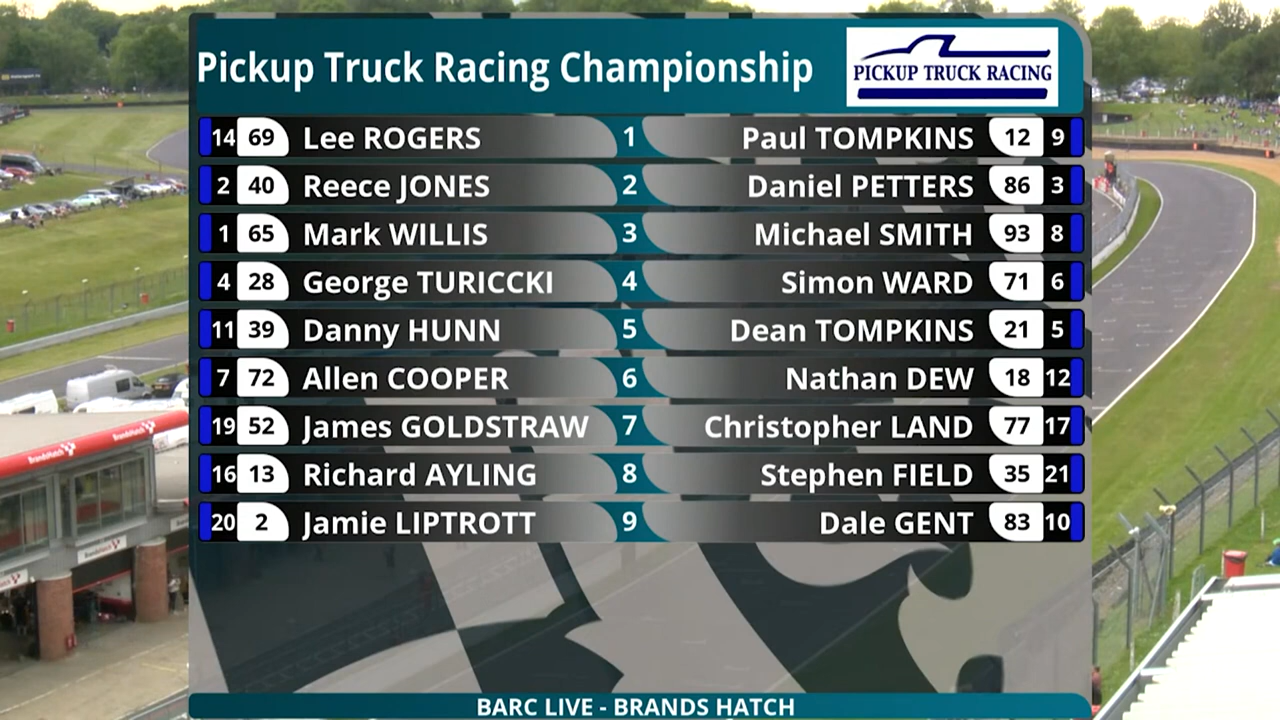 Pickup Truck Racing Championship
PICKUP TRUCK RACING
14 69 Lee ROGERS 1 Paul TOMPKINS 12 9
2 40 Reece JONES 2 Daniel PETTERS 86 3
1 65 Mark WILLIS 3 Michael SMITH 93 8
4 28 George TURICCKI 4 Simon WARD 71 6
11 39 Danny HUNN 5 Dean TOMPKINS 21 5
7 72 Allen COOPER 6 Nathan DEW 18 12
19 52 James GOLDSTRAW 7 Christopher LAND 77 17
16 13 Richard AYLING 8 Stephen FIELD 35 21
20 2 Jamie LIPTROTT 9 Dale GENT 83 10
BrandsHatch
BrandsHatch
BrandsHatch
BARC LIVE - BRANDS HATCH